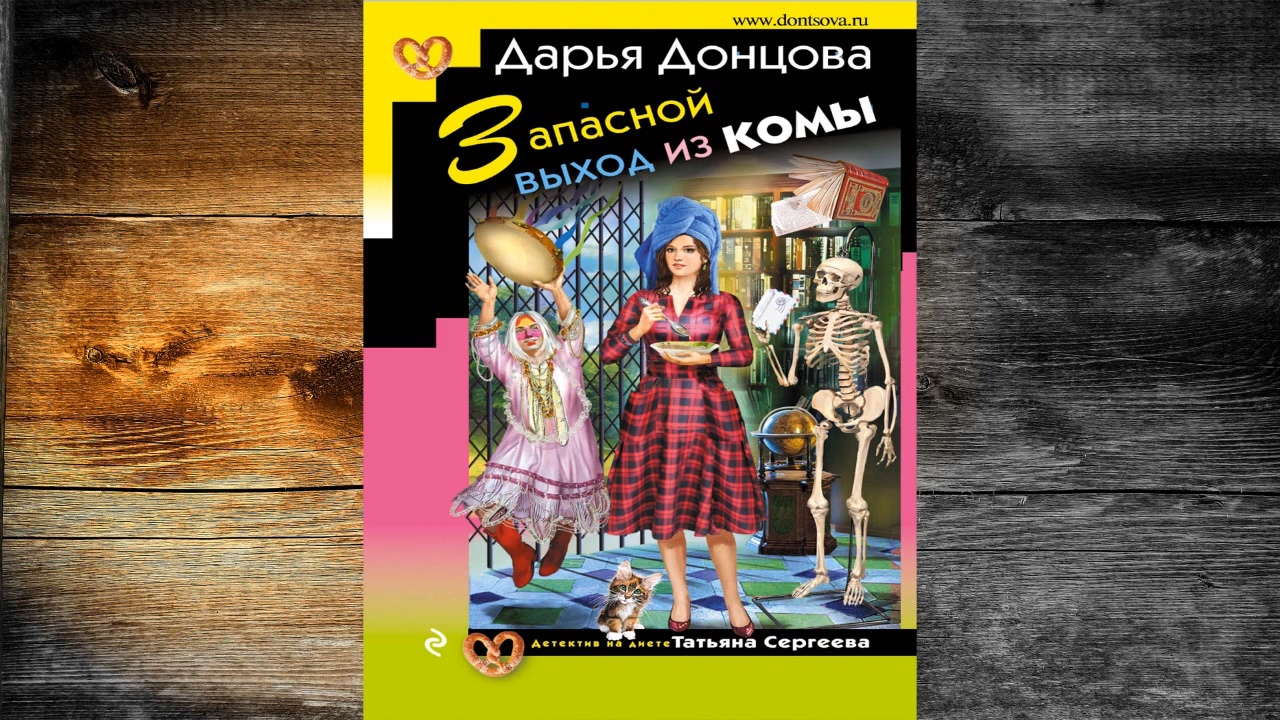 www.dontsova.ru
Дарья Донцова
Запасной
выход из комы
Детектив на диете Татьяна Сергеева